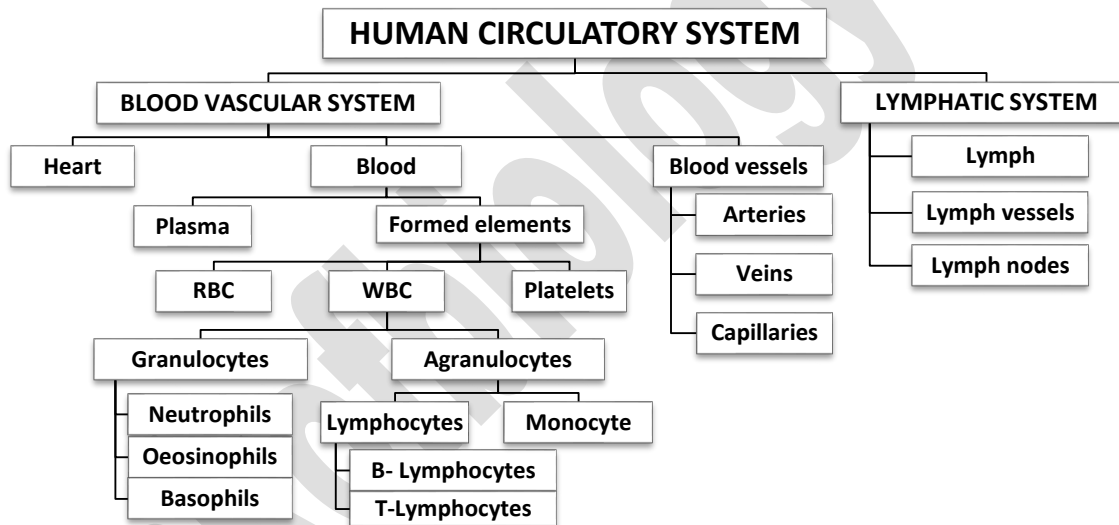 HUMAN CIRCULATORY SYSTEM
BLOOD VASCULAR SYSTEM
LYMPHATIC SYSTEM
Heart
Blood
Blood vessels
Lymph
Plasma
Formed elements
Arteries
Lymph vessels
RBC
WBC
Platelets
Veins
Lymph nodes
Granulocytes
Agranulocytes
Capillaries
Neutrophils
Lymphocytes
Monocyte
Oeosinophils
B- Lymphocytes
Basophils
T-Lymphocytes